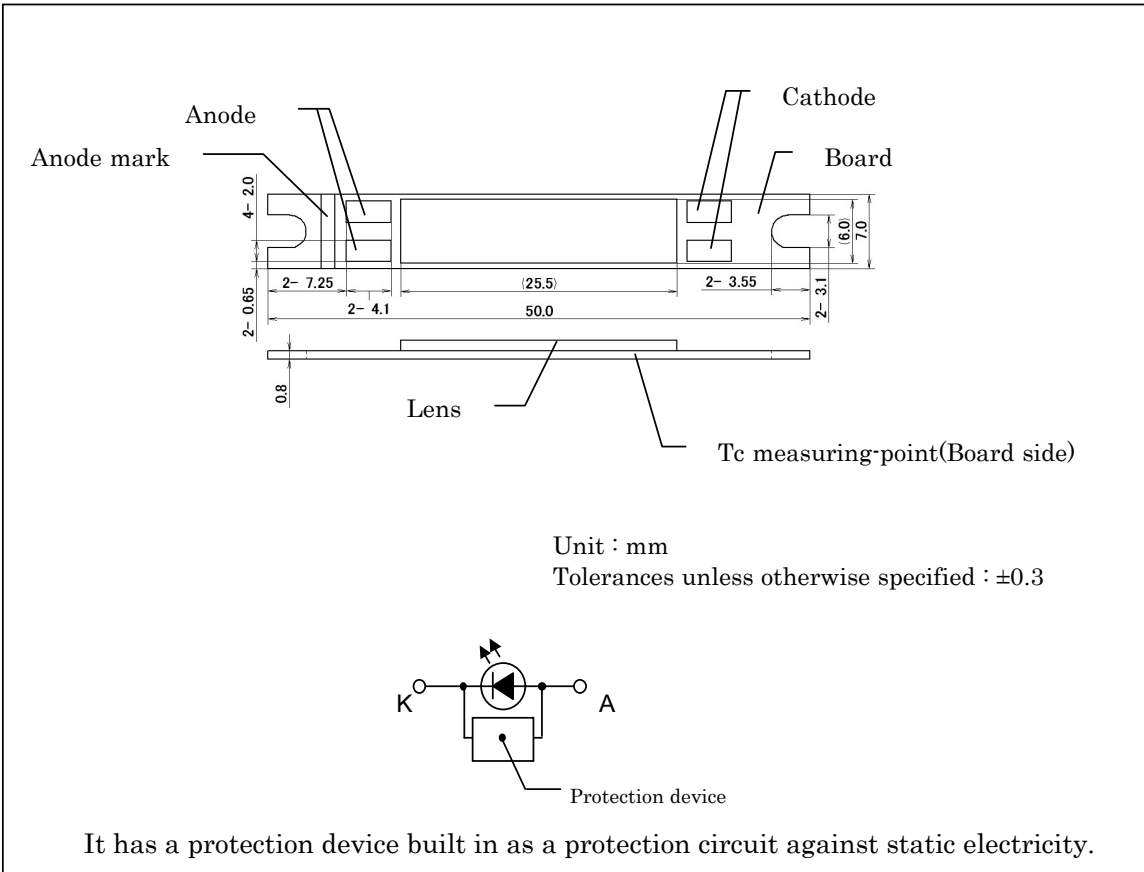 Anode
Cathode
Anode mark
Board
4- 2.0
(6.0)
7.0
2- 7.25
(25.5)
2- 3.55
2- 0.65
2- 4.1
50.0
2- 3.1
0.8
Lens
Tc measuring-point(Board side)
Unit : mm
Tolerances unless otherwise specified : ±0.3
K
A
Protection device
It has a protection device built in as a protection circuit against static electricity.